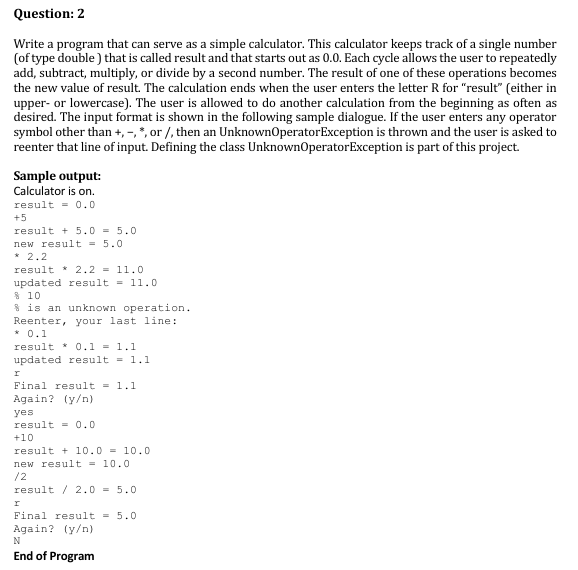 Question: 2
Write a program that can serve as a simple calculator. This calculator keeps track of a single number
(of type double ) that is called result and that starts out as 0.0. Each cycle allows the user to repeatedly
add, subtract, multiply, or divide by a second number. The result of one of these operations becomes
the new value of result. The calculation ends when the user enters the letter R for “result” (either in
upper- or lowercase). The user is allowed to do another calculation from the beginning as often as
desired. The input format is shown in the following sample dialogue. If the user enters any operator
symbol other than +, −, *, or /, then an UnknownOperatorException is thrown and the user is asked to
reenter that line of input. Defining the class UnknownOperatorException is part of this project.
Sample output:
Calculator is on.
result = 0.0
+5
result + 5.0 = 5.0
new result = 5.0
* 2.2
result * 2.2 = 11.0
updated result = 11.0
% 10
% is an unknown operation.
Reenter, your last line:
* 0.1
result * 0.1 = 1.1
updated result = 1.1
r
Final result = 1.1
Again? (y/n)
yes
result = 0.0
+10
result + 10.0 = 10.0
new result = 10.0
/2
result / 2.0 = 5.0
r
Final result = 5.0
Again? (y/n)
N
End of Program